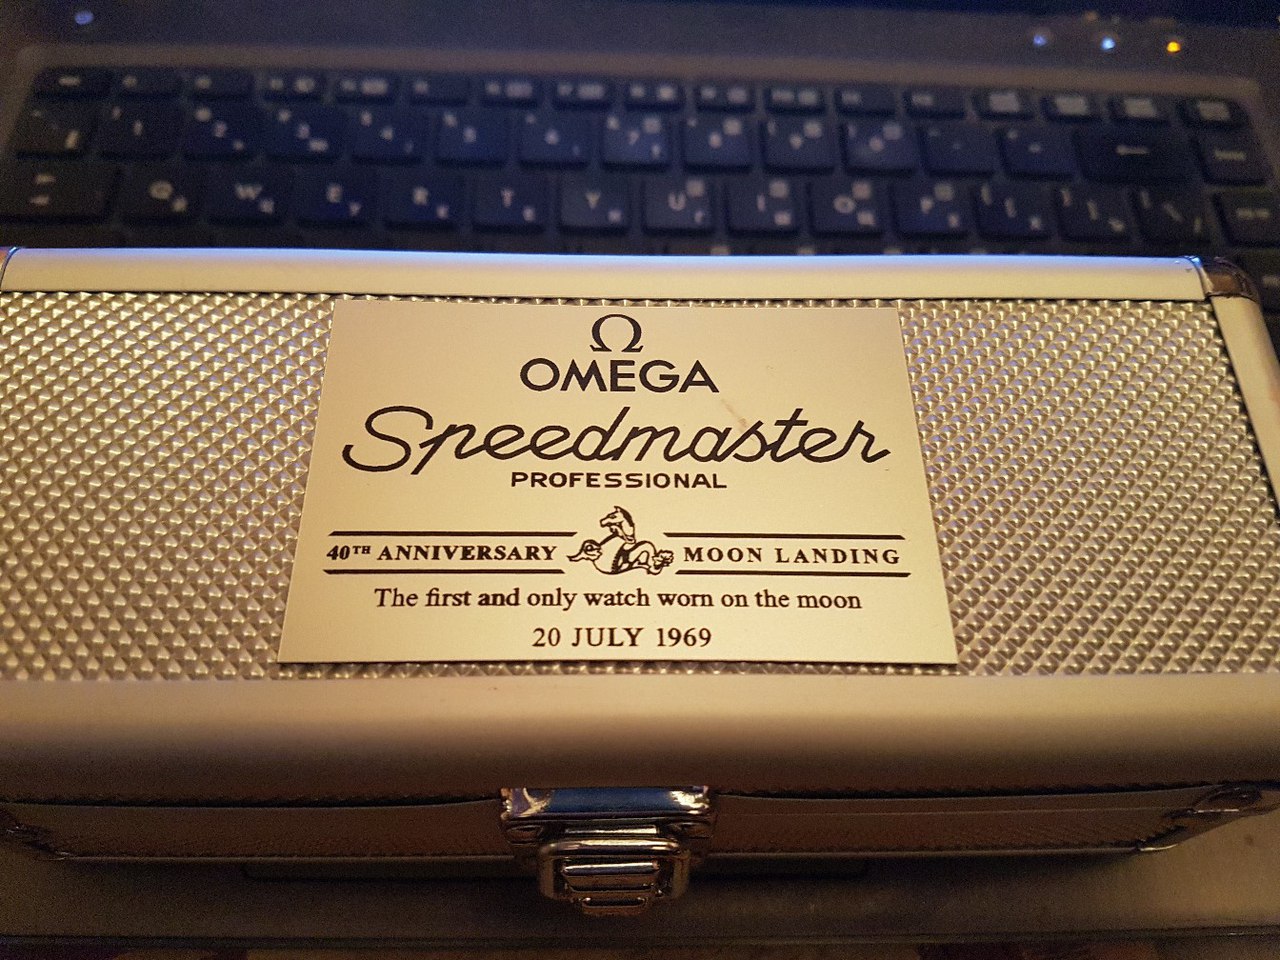 Q W E R T Y U I O P
Ω
OMEGA
Speedmaster
PROFESSIONAL
40TH ANNIVERSARY MOON LANDING
The first and only watch worn on the moon
20 JULY 1969